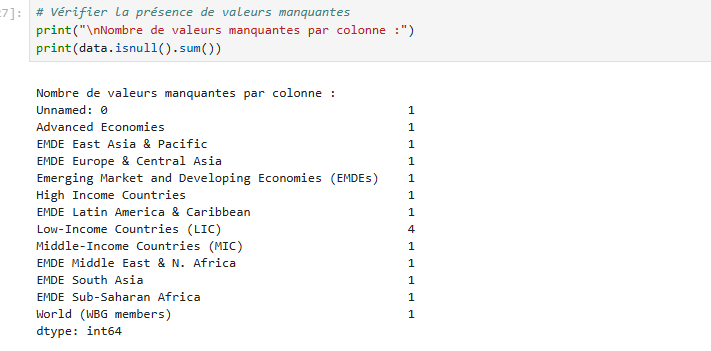 7]:
# Vérifier la présence de valeurs manquantes
print("\nNombre de valeurs manquantes par colonne :")
print(data.isnull().sum())
Nombre de valeurs manquantes par colonne :
Unnamed: 0 1
Advanced Economies 1
EMDE East Asia & Pacific 1
EMDE Europe & Central Asia 1
Emerging Market and Developing Economies (EMDEs) 1
High Income Countries 1
EMDE Latin America & Caribbean 1
Low-Income Countries (LIC) 4
Middle-Income Countries (MIC) 1
EMDE Middle East & N. Africa 1
EMDE South Asia 1
EMDE Sub-Saharan Africa 1
World (WBG members) 1
dtype: int64